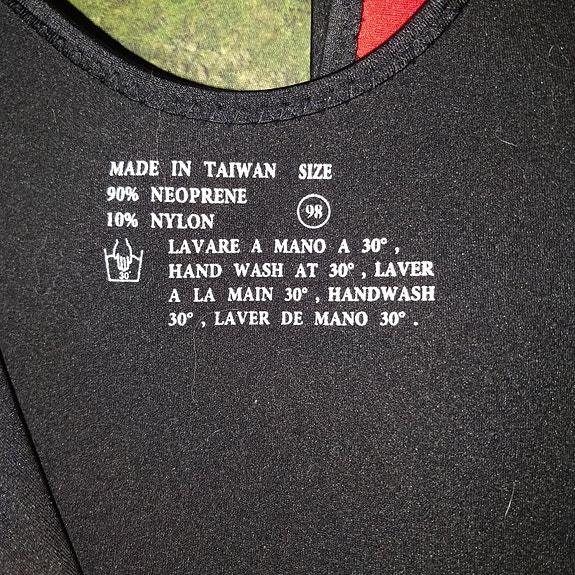 MADE IN TAIWAN SIZE
90% NEOPRENE
10% NYLON 98
LAVARE A MANO A 30° ,
30°
HAND WASH AT 30° , LAVER
A LA MAIN 30° , HANDWASH
30° , LAVER DE MANO 30° .